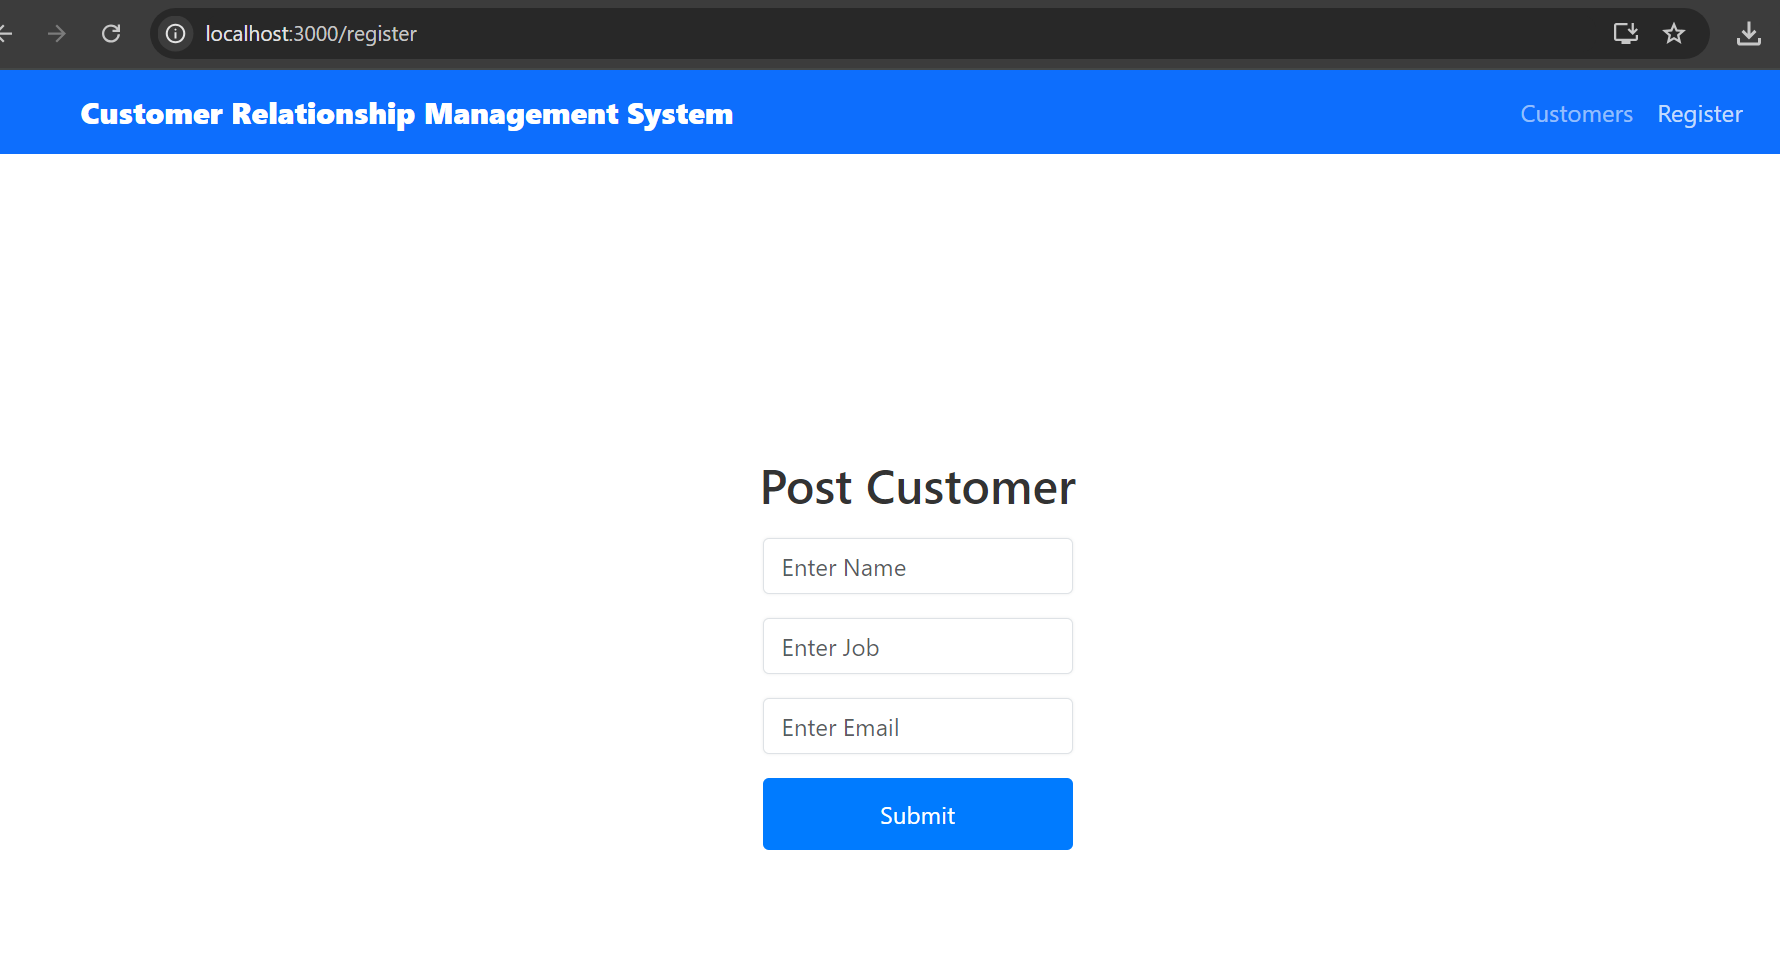 localhost:3000/register
Customer Relationship Management System
Customers Register
Post Customer
Enter Name
Enter Job
Enter Email
Submit